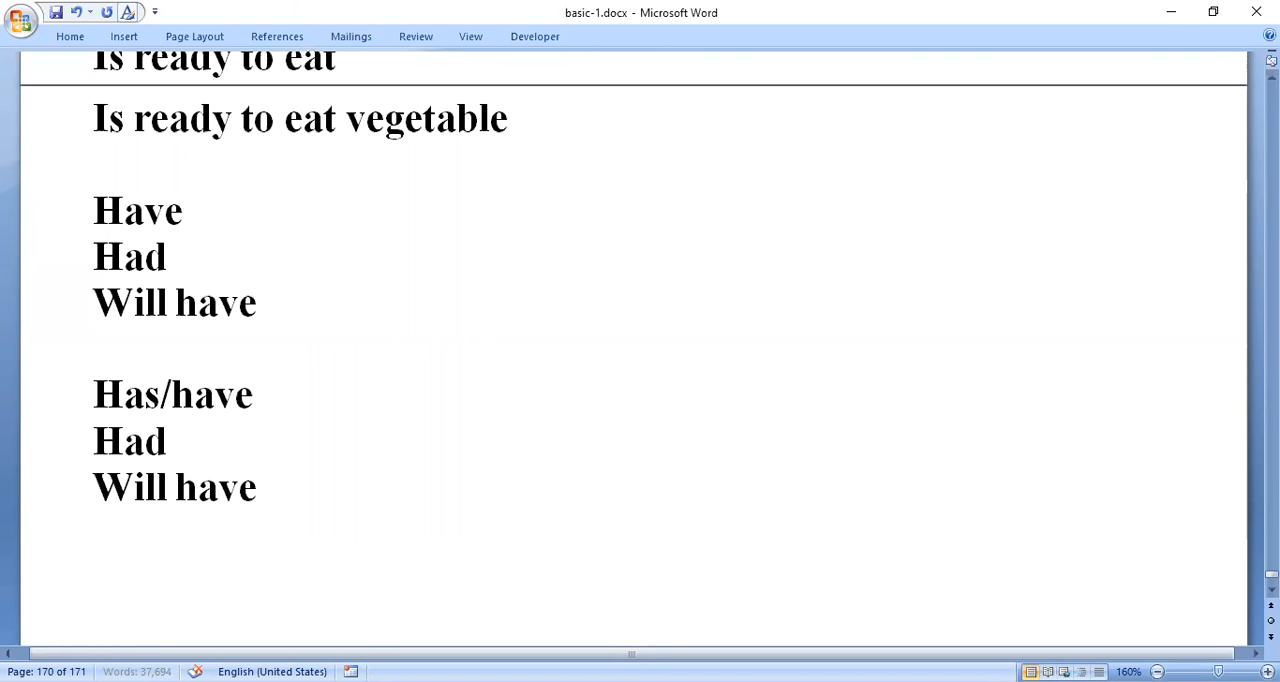 basic-1.docx - Microsoft Word
Home Insert Page Layout References Mailings Review View Developer
Is ready to eat
Is ready to eat vegetable
Have
Had
Will have
Has/have
Had
Will have
Page: 170 of 171 Words: 37,694 English (United States) 160%